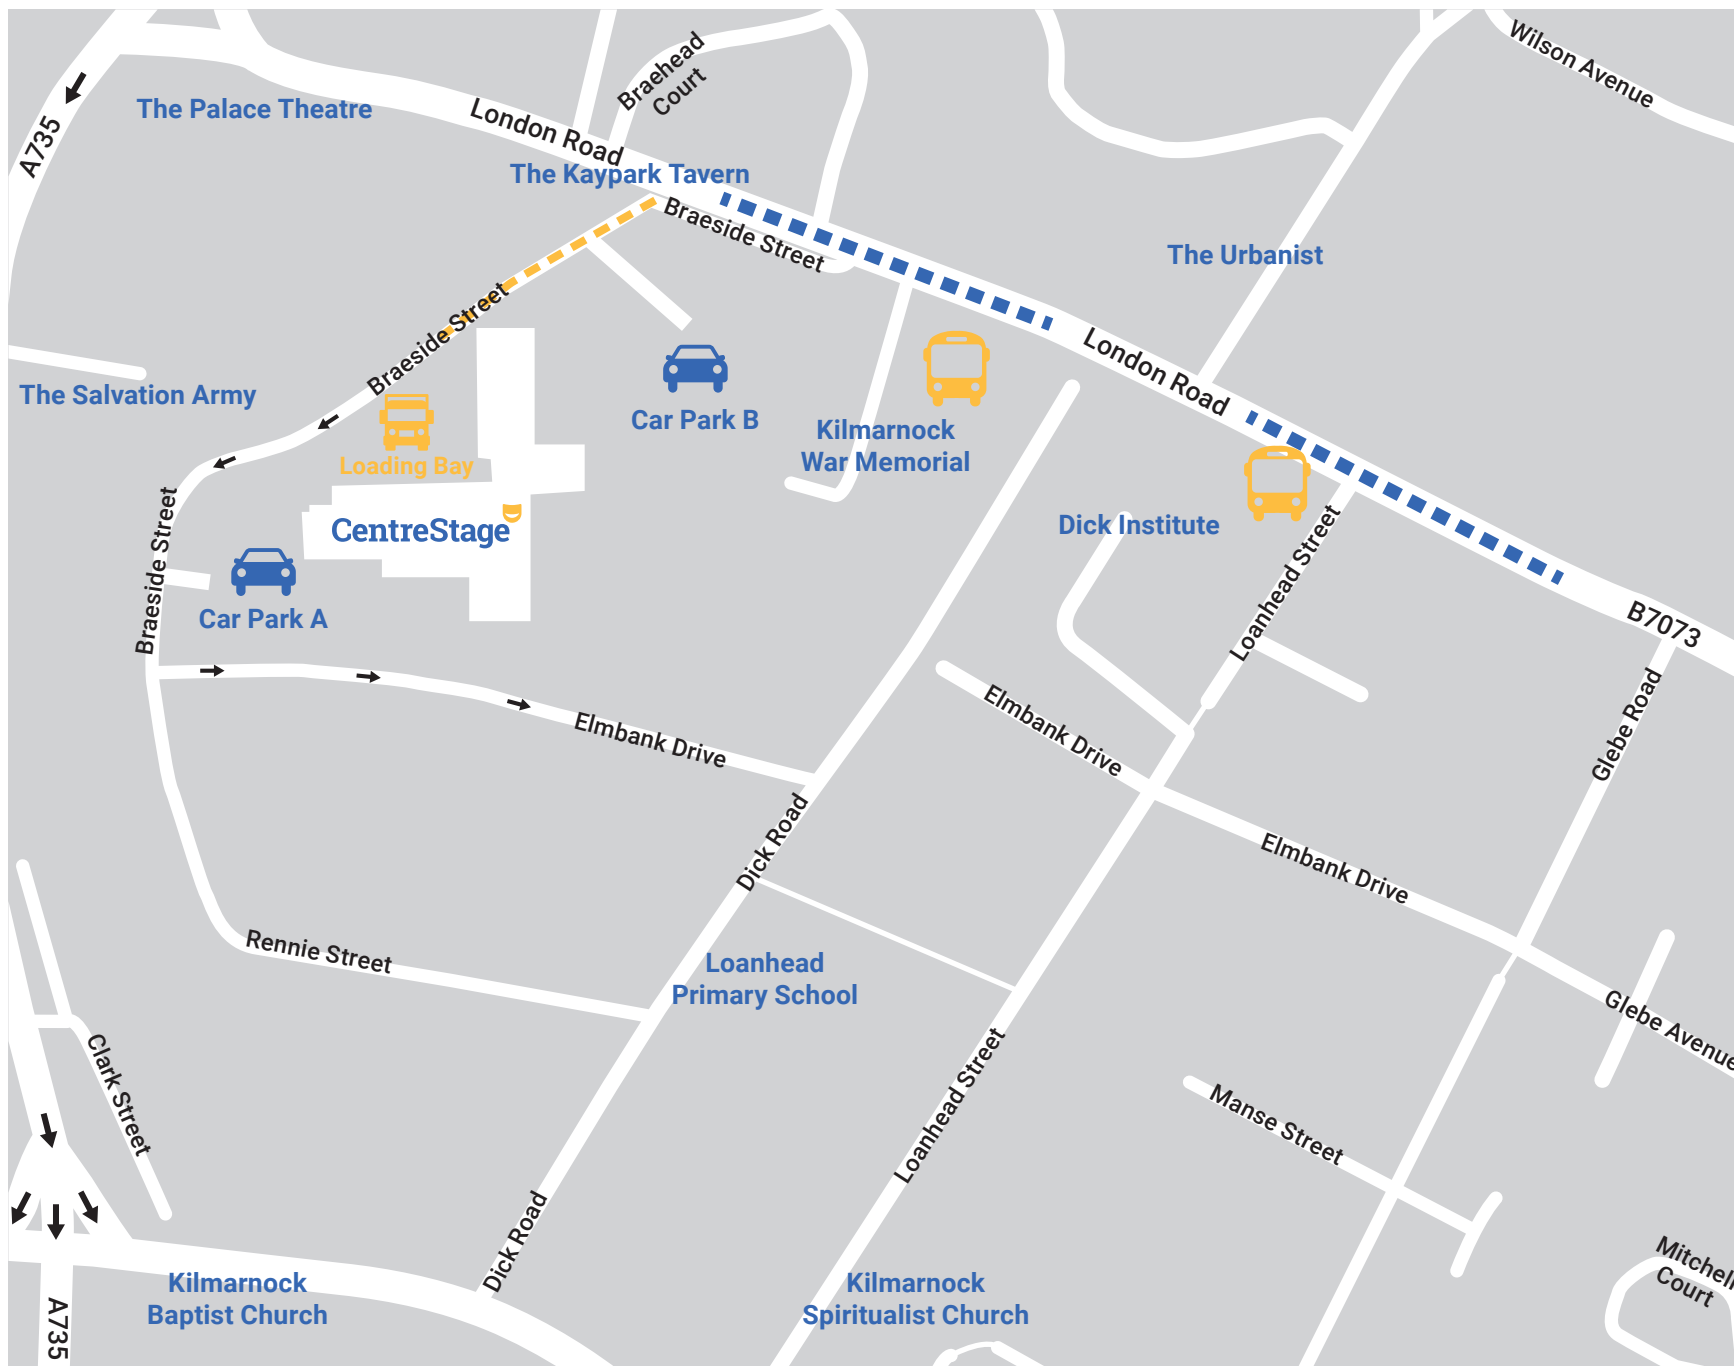 Wilson Avenue
Braehead
Court
The Palace Theatre
A735
London Road
The Kaypark Tavern
Braeside Street
The Urbanist
Braeside Street
London Road
The Salvation Army
Car Park B
Kilmarnock
War Memorial
Loading Bay
CentreStage
Dick Institute
Braeside Street
Loanhead Street
Car Park A
B7073
Elmbank Drive
Elmbank Drive
Glebe Road
Dick Road
Elmbank Drive
Rennie Street
Loanhead
Primary School
Glebe Avenue
Clark Street
Loanhead Street
Manse Street
Dick Road
Mitchell
Court
Kilmarnock
Baptist Church
Kilmarnock
Spiritualist Church
A735